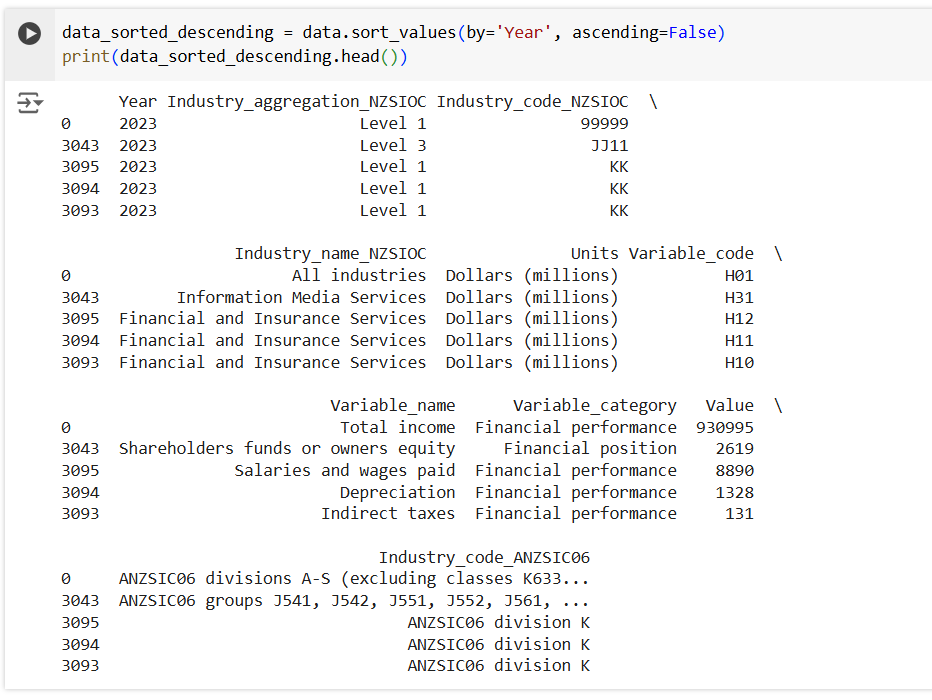 data_sorted_descending = data.sort_values(by='Year', ascending=False)
print(data_sorted_descending.head())
      Year Industry_aggregation_NZSIOC Industry_code_NZSIOC  \
0     2023                     Level 1                99999
3043  2023                     Level 3                 JJ11
3095  2023                     Level 1                   KK
3094  2023                     Level 1                   KK
3093  2023                     Level 1                   KK
                  Industry_name_NZSIOC               Units Variable_code  \
0                       All industries  Dollars (millions)           H01
3043        Information Media Services  Dollars (millions)           H31
3095  Financial and Insurance Services  Dollars (millions)           H12
3094  Financial and Insurance Services  Dollars (millions)           H11
3093  Financial and Insurance Services  Dollars (millions)           H10
                            Variable_name      Variable_category   Value  \
0                            Total income  Financial performance  930995
3043  Shareholders funds or owners equity     Financial position    2619
3095              Salaries and wages paid  Financial performance    8890
3094                         Depreciation  Financial performance    1328
3093                       Indirect taxes  Financial performance     131
                                 Industry_code_ANZSIC06
0     ANZSIC06 divisions A-S (excluding classes K633...
3043  ANZSIC06 groups J541, J542, J551, J552, J561, ...
3095                                ANZSIC06 division K
3094                                ANZSIC06 division K
3093                                ANZSIC06 division K